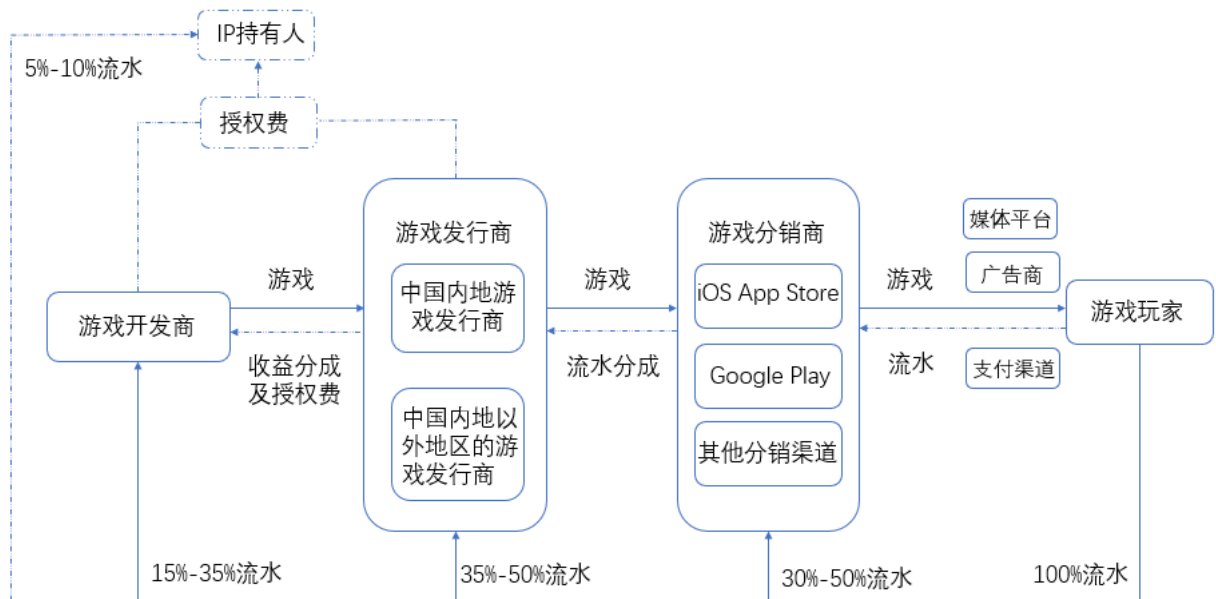 IP持有人
5%-10%流水
授权费
游戏发行商
游戏分销商
媒体平台
游戏
游戏
游戏
广告商
中国内地游
戏发行商
iOS App Store
游戏开发商
游戏玩家
收益分成
及授权费
流水分成
流水
支付渠道
Google Play
中国内地以
外地区的游
戏发行商
其他分销渠道
15%-35%流水
35%-50%流水
30%-50%流水
100%流水